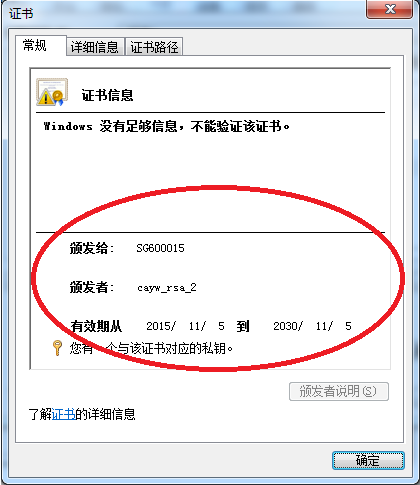 证书
常规 详细信息 证书路径
证书信息
Windows 没有足够信息，不能验证该证书。
颁发给: SG600015
颁发者: cayw_rsa_2
有效期从 2015/ 11/ 5 到 2030/ 11/ 5
您有一个与该证书对应的私钥。
颁发者说明(S)
了解证书的详细信息
确定